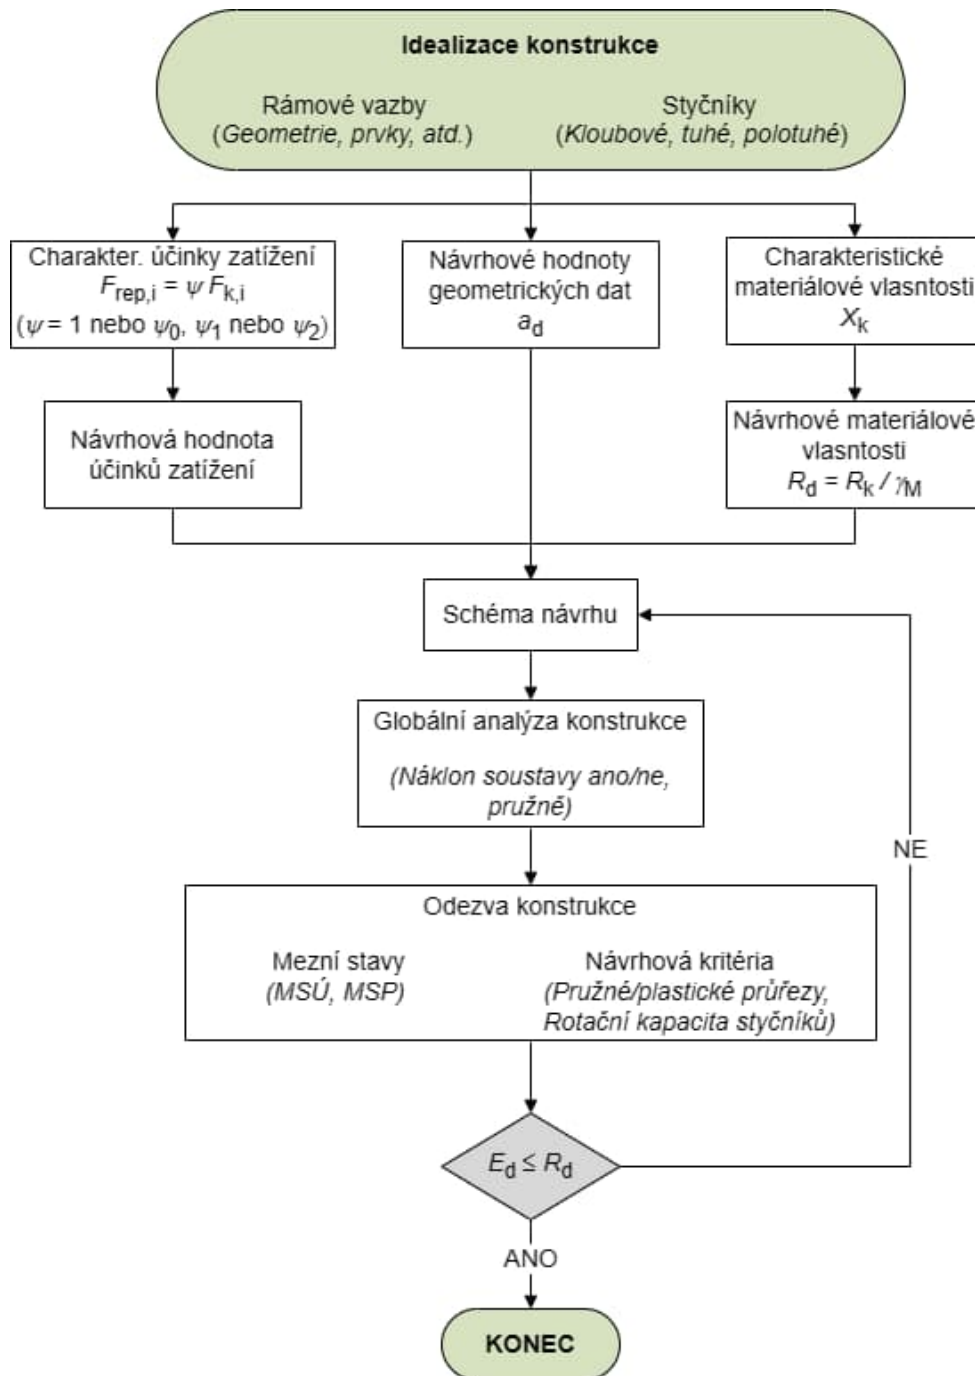 Idealizace konstrukce
Rámové vazby
(Geometrie, prvky, atd.)
Styčníky
(Kloubové, tuhé, polotuhé)
Charakter. účinky zatížení
Frep,i = ψ Fk,i
(ψ = 1 nebo ψ0, ψ1 nebo ψ2)
Návrhové hodnoty
geometrických dat
ad
Charakteristické
materiálové vlasntosti
Xk
Návrhová hodnota
účinků zatížení
Návrhové materiálové
vlasntosti
Rd = Rk / γM
Schéma návrhu
Globální analýza konstrukce
(Náklon soustavy ano/ne,
pružně)
NE
Odezva konstrukce
Mezní stavy
(MSÚ, MSP)
Návrhová kritéria
(Pružné/plastické průřezy,
Rotační kapacita styčníků)
Ed ≤ Rd
ANO
KONEC